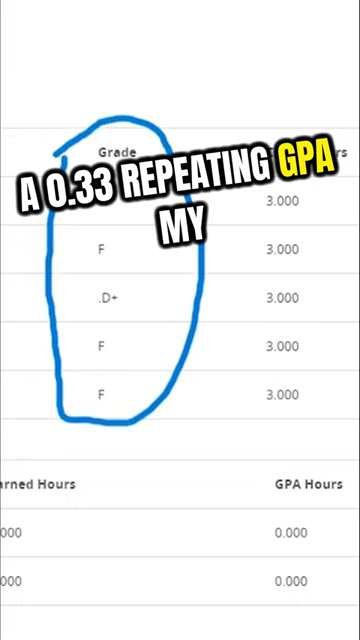 Grade
rs
A 0.33 REPEATING GPA
MY
3.000
F 3.000
.D+ 3.000
F 3.000
F 3.000
arned Hours GPA Hours
000 0.000
000 0.000